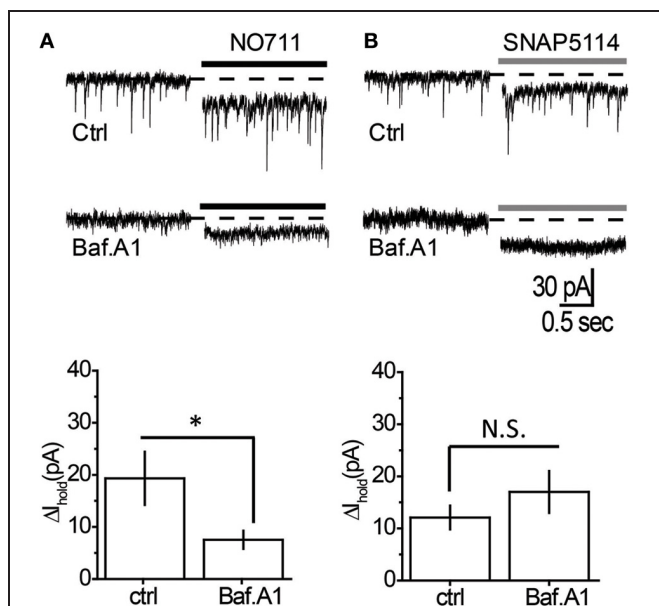 A
NO711
Ctrl
Baf.A1
B
SNAP5114
Ctrl
Baf.A1
30 pA
0.5 sec
40
30
20
10
0
ΔIhold(pA)
*
ctrl
Baf.A1
40
30
20
10
0
ΔIhold(pA)
N.S.
ctrl
Baf.A1